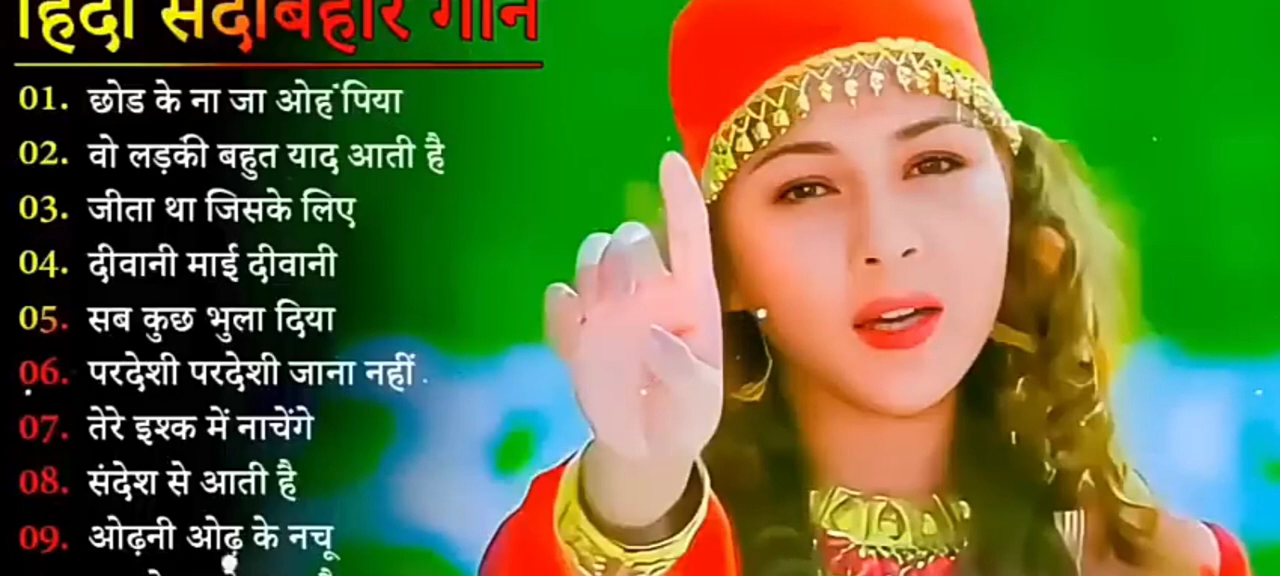 हिंदी सदाबहार गाने
01. छोड के ना जा ओह पिया
02. वो लड़की बहुत याद आती है
03. जीता था जिसके लिए
04. दीवानी माई दीवानी
05. सब कुछ भुला दिया
06. परदेशी परदेशी जाना नहीं
07. तेरे इश्क में नाचेंगे
08. संदेश से आती है
09. ओढ़नी ओढ़ के नचू